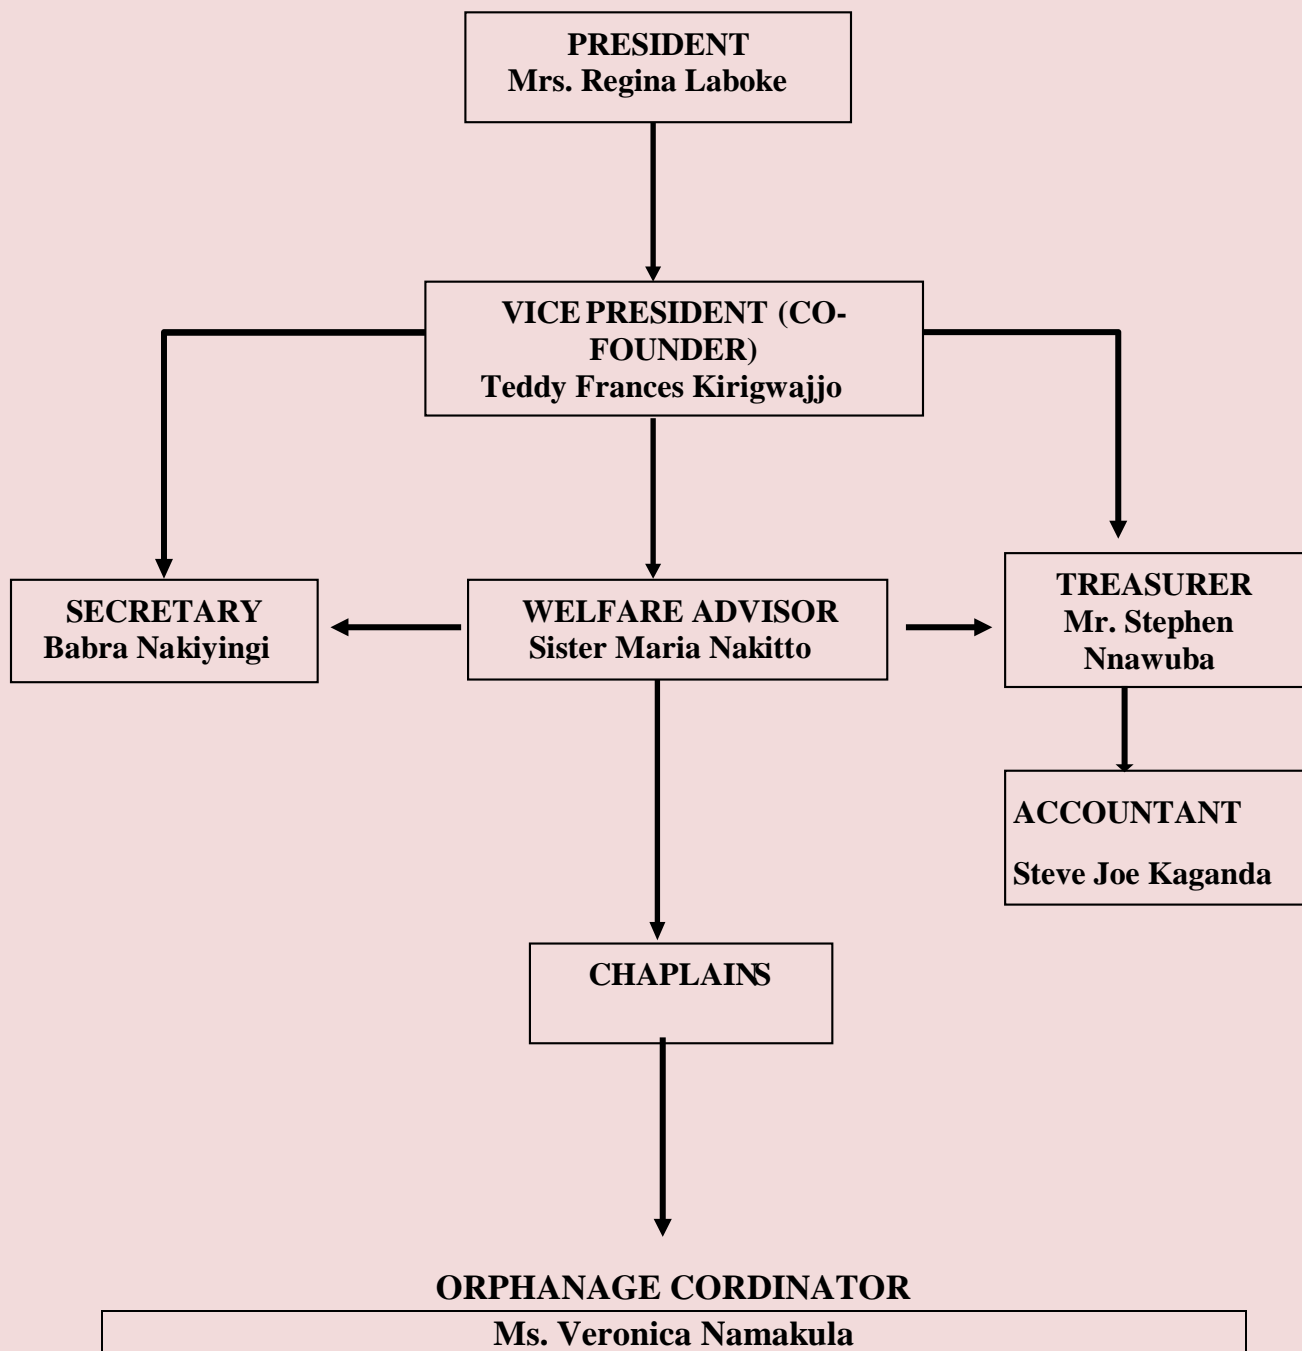 PRESIDENT
Mrs. Regina Laboke
VICE PRESIDENT (CO-
FOUNDER)
Teddy Frances Kirigwajjo
SECRETARY
Babra Nakiyingi
WELFARE ADVISOR
Sister Maria Nakitto
TREASURER
Mr. Stephen
Nnawuba
ACCOUNTANT
Steve Joe Kaganda
CHAPLAINS
ORPHANAGE CORDINATOR
Ms. Veronica Namakula